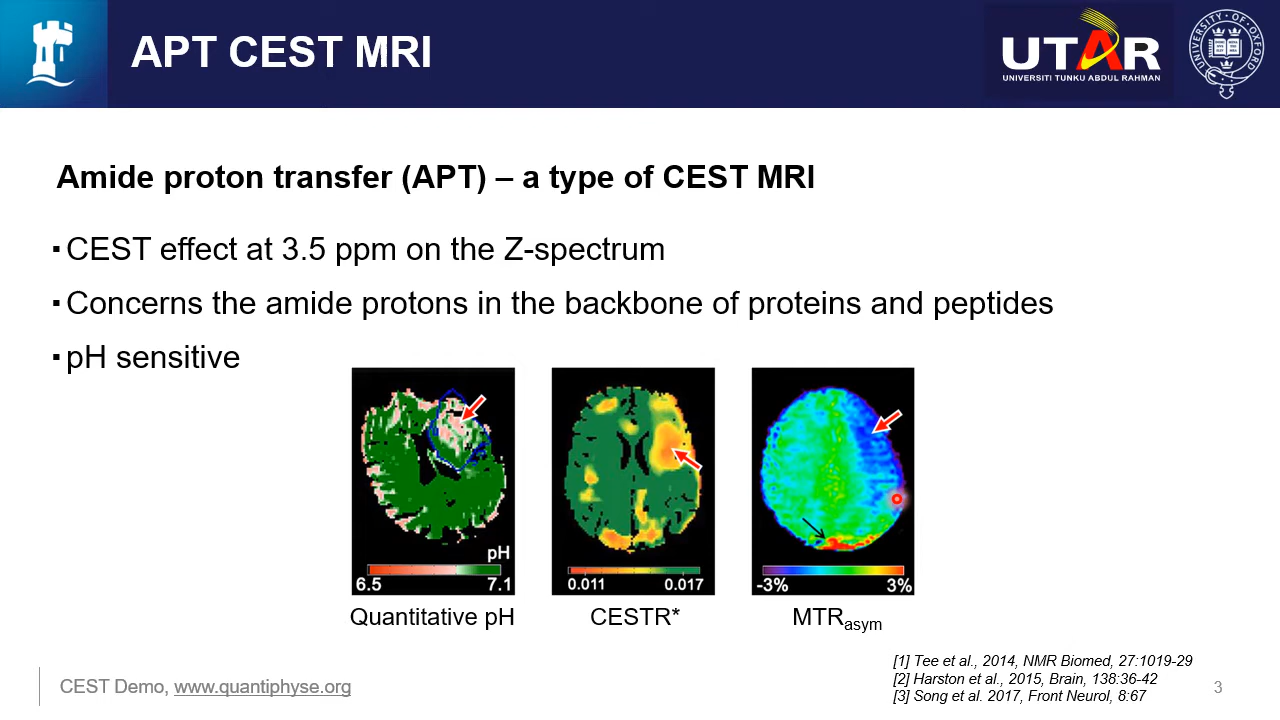 APT CEST MRI
UTAR
UNIVERSITI TUNKU ABDUL RAHMAN
UNIVERSITY·OF·OXFORD
Amide proton transfer (APT) – a type of CEST MRI
▪ CEST effect at 3.5 ppm on the Z-spectrum
▪ Concerns the amide protons in the backbone of proteins and peptides
▪ pH sensitive
pH
6.5 7.1
0.011 0.017
-3% 3%
Quantitative pH
CESTR*
MTRasym
[1] Tee et al., 2014, NMR Biomed, 27:1019-29
[2] Harston et al., 2015, Brain, 138:36-42
[3] Song et al. 2017, Front Neurol, 8:67
CEST Demo, www.quantiphyse.org
3